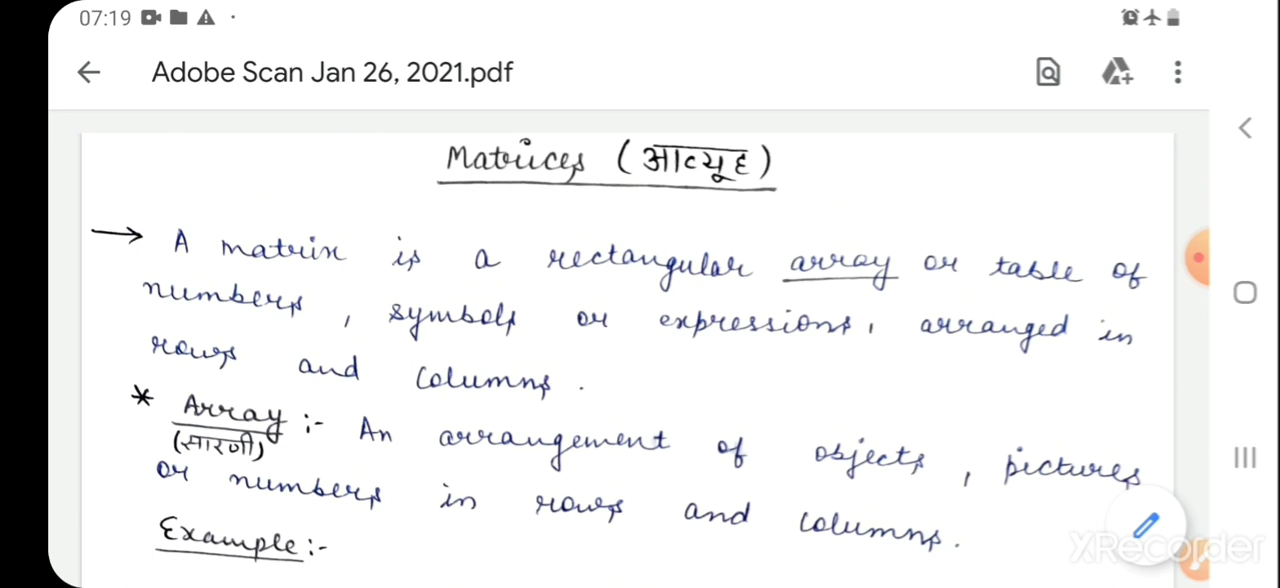 07:19
Adobe Scan Jan 26, 2021.pdf
Matrices (आव्यूह)
→ A matrix is a rectangular array or table of
numbers, symbols or expressions, arranged in
rows and columns.
* Array :- An arrangement of objects, pictures
(सारणी)
or numbers in rows and columns.
Example :-
XRecorder